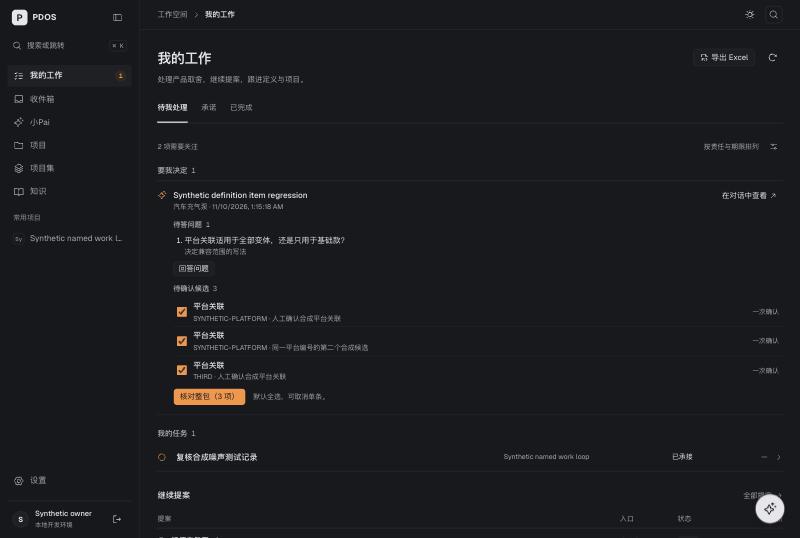 P PDOS
工作空间 > 我的工作
搜索或跳转 ⌘ K
我的工作 1
收件箱
小Pai
项目
项目集
知识
常用项目
Sy Synthetic named work l...
设置
S Synthetic owner
本地开发环境
我的工作
导出 Excel
处理产品取舍，继续提案，跟进定义与项目。
待我处理 承诺 已完成
2 项需要关注 按责任与期限排列
要我决定 1
Synthetic definition item regression 在对话中查看 ↗
汽车充气泵 · 11/10/2026, 1:15:18 AM
待答问题 1
1. 平台关联适用于全部变体，还是只用于基础款?
决定兼容范围的写法
回答问题
待确认候选 3
平台关联
SYNTHETIC-PLATFORM · 人工确认合成平台关联 一次确认
平台关联
SYNTHETIC-PLATFORM · 同一平台编号的第二个合成候选 一次确认
平台关联
THIRD · 人工确认合成平台关联 一次确认
核对整包（3 项） 默认全选，可取消单条。
我的任务 1
复核合成噪声测试记录 Synthetic named work loop 已承接 —
继续提案 全部
提案 入口 状态